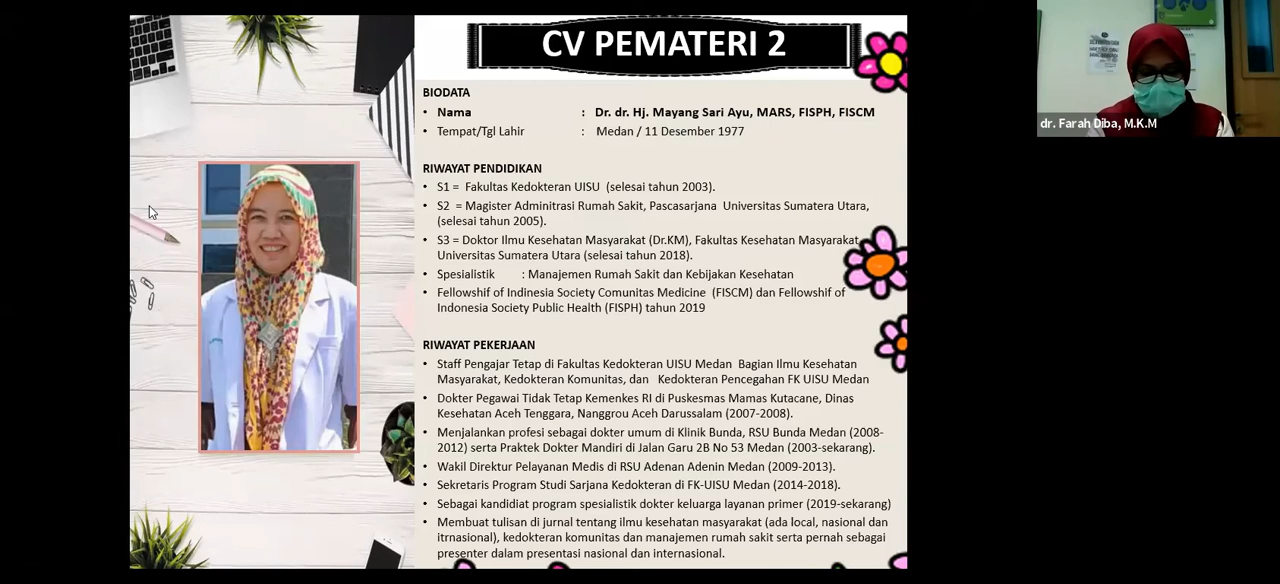 CV PEMATERI 2
BIODATA
• Nama : Dr. dr. Hj. Mayang Sari Ayu, MARS, FISPH, FISCM
• Tempat/Tgl Lahir : Medan / 11 Desember 1977
RIWAYAT PENDIDIKAN
• S1 = Fakultas Kedokteran UISU (selesai tahun 2003).
• S2 = Magister Adminitrasi Rumah Sakit, Pascasarjana Universitas Sumatera Utara,
(selesai tahun 2005).
• S3 = Doktor Ilmu Kesehatan Masyarakat (Dr.KM), Fakultas Kesehatan Masyarakat
Universitas Sumatera Utara (selesai tahun 2018).
• Spesialistik : Manajemen Rumah Sakit dan Kebijakan Kesehatan
• Fellowshif of Indinesia Society Comunitas Medicine (FISCM) dan Fellowshif of
Indonesia Society Public Health (FISPH) tahun 2019
RIWAYAT PEKERJAAN
• Staff Pengajar Tetap di Fakultas Kedokteran UISU Medan Bagian Ilmu Kesehatan
Masyarakat, Kedokteran Komunitas, dan Kedokteran Pencegahan FK UISU Medan
• Dokter Pegawai Tidak Tetap Kemenkes RI di Puskesmas Mamas Kutacane, Dinas
Kesehatan Aceh Tenggara, Nanggrou Aceh Darussalam (2007-2008).
• Menjalankan profesi sebagai dokter umum di Klinik Bunda, RSU Bunda Medan (2008-
2012) serta Praktek Dokter Mandiri di Jalan Garu 2B No 53 Medan (2003-sekarang).
• Wakil Direktur Pelayanan Medis di RSU Adenan Adenin Medan (2009-2013).
• Sekretaris Program Studi Sarjana Kedokteran di FK-UISU Medan (2014-2018).
• Sebagai kandidiat program spesialistik dokter keluarga layanan primer (2019-sekarang)
• Membuat tulisan di jurnal tentang ilmu kesehatan masyarakat (ada local, nasional dan
itrnasional), kedokteran komunitas dan manajemen rumah sakit serta pernah sebagai
presenter dalam presentasi nasional dan internasional.
dr. Farah Diba, M.K.M